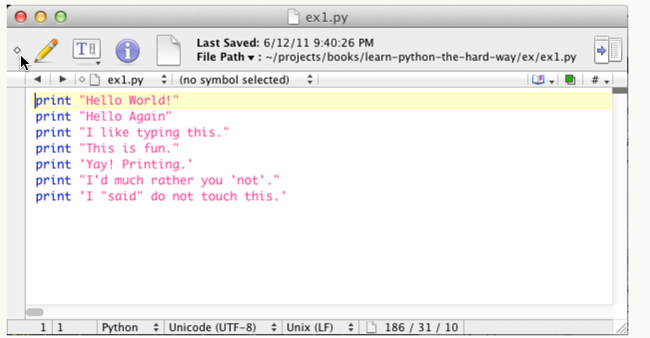 ex1.py
T
Last Saved: 6/12/11 9:40:26 PM
File Path ▾ : ~/projects/books/learn-python-the-hard-way/ex/ex1.py
ex1.py (no symbol selected) #
print "Hello World!"
print "Hello Again"
print "I like typing this."
print "This is fun."
print 'Yay! Printing.'
print "I'd much rather you 'not'."
print 'I "said" do not touch this.'
1 1 Python Unicode (UTF-8) Unix (LF) 186 / 31 / 10